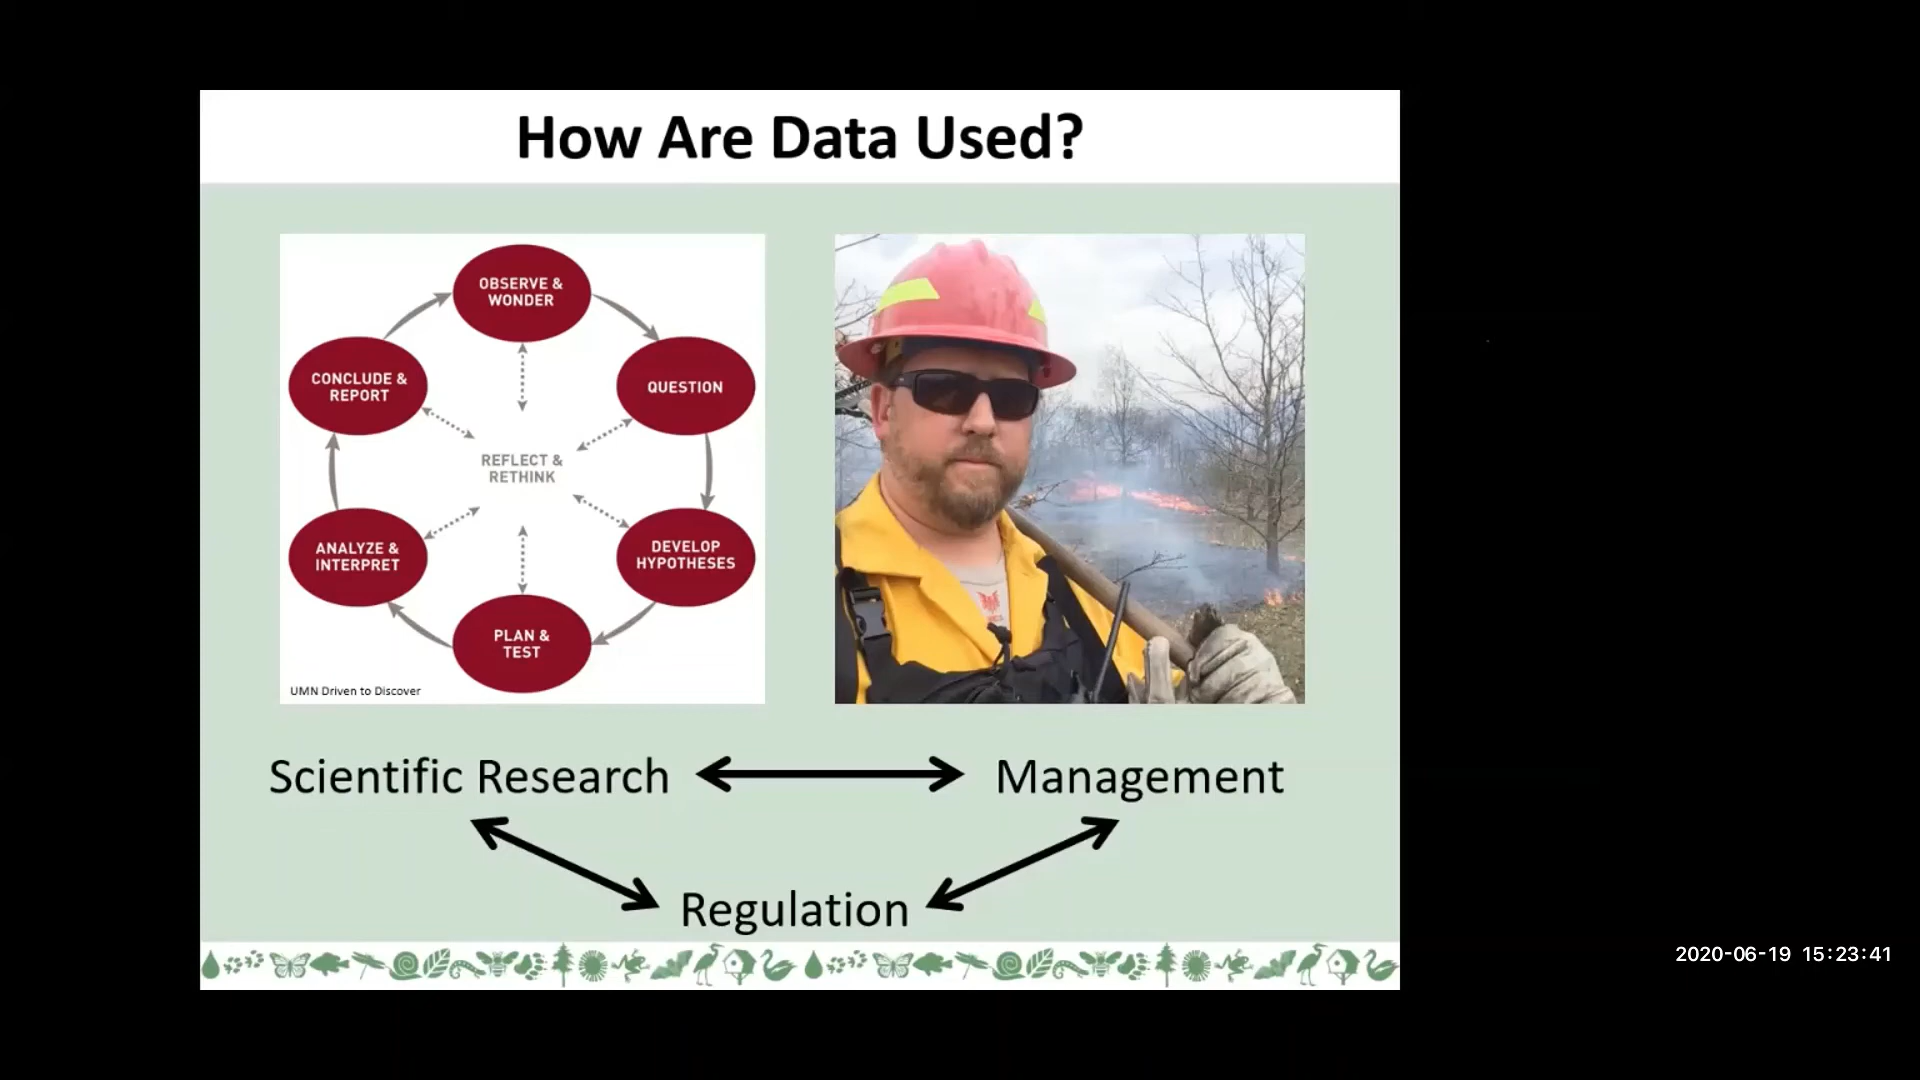 How Are Data Used?
OBSERVE &
WONDER
QUESTION
DEVELOP
HYPOTHESES
PLAN &
TEST
ANALYZE &
INTERPRET
CONCLUDE &
REPORT
REFLECT &
RETHINK
UMN Driven to Discover
Scientific Research
Management
Regulation
2020-06-19 15:23:41